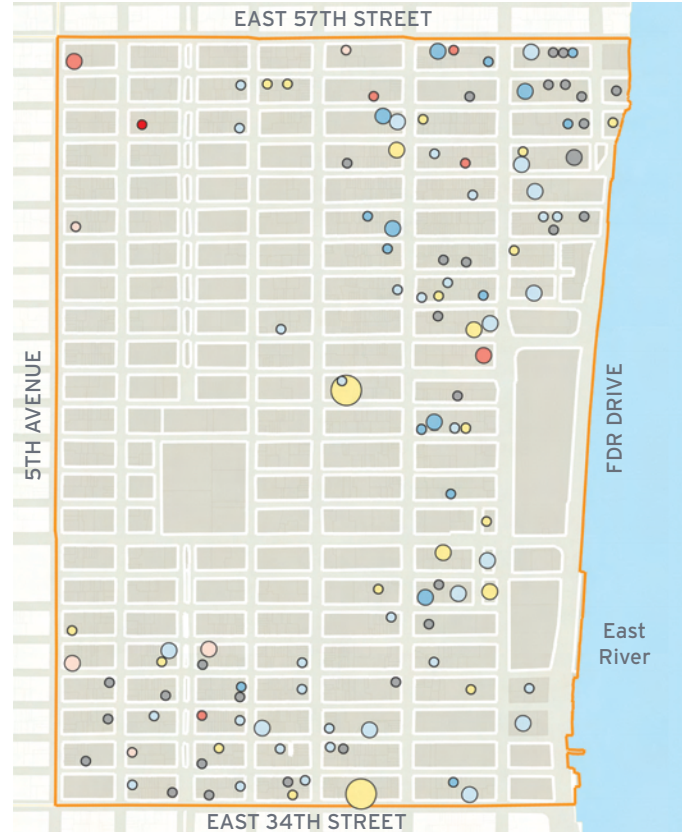 EAST 57TH STREET
5TH AVENUE
FDR DRIVE
East
River
EAST 34TH STREET